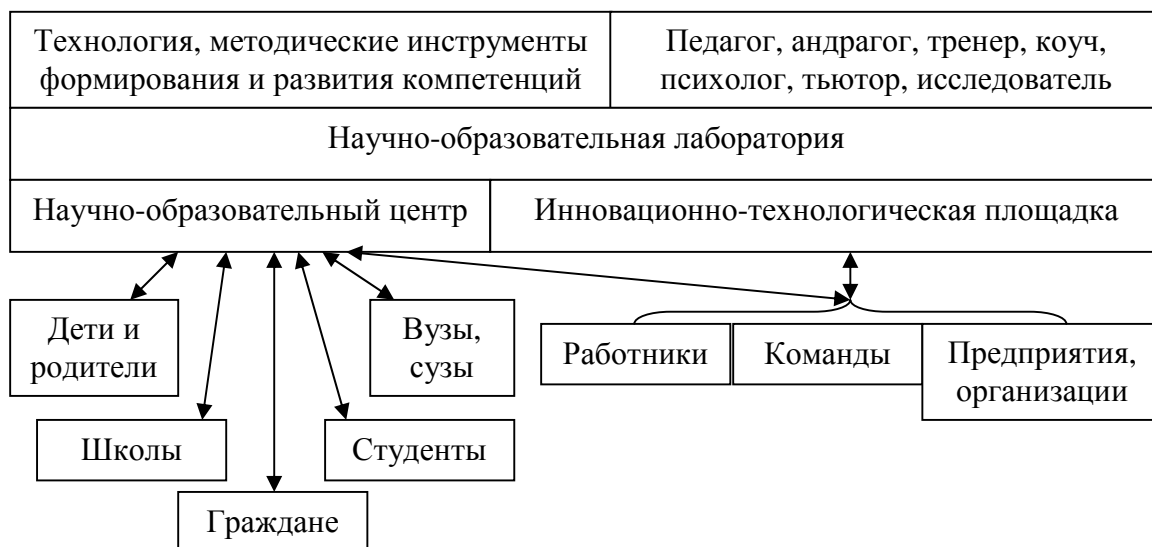 Технология, методические инструменты
формирования и развития компетенций
Педагог, андрагог, тренер, коуч,
психолог, тьютор, исследователь
Научно-образовательная лаборатория
Научно-образовательный центр
Инновационно-технологическая площадка
Дети и
родители
Вузы,
сузы
Работники
Команды
Предприятия,
организации
Школы
Студенты
Граждане